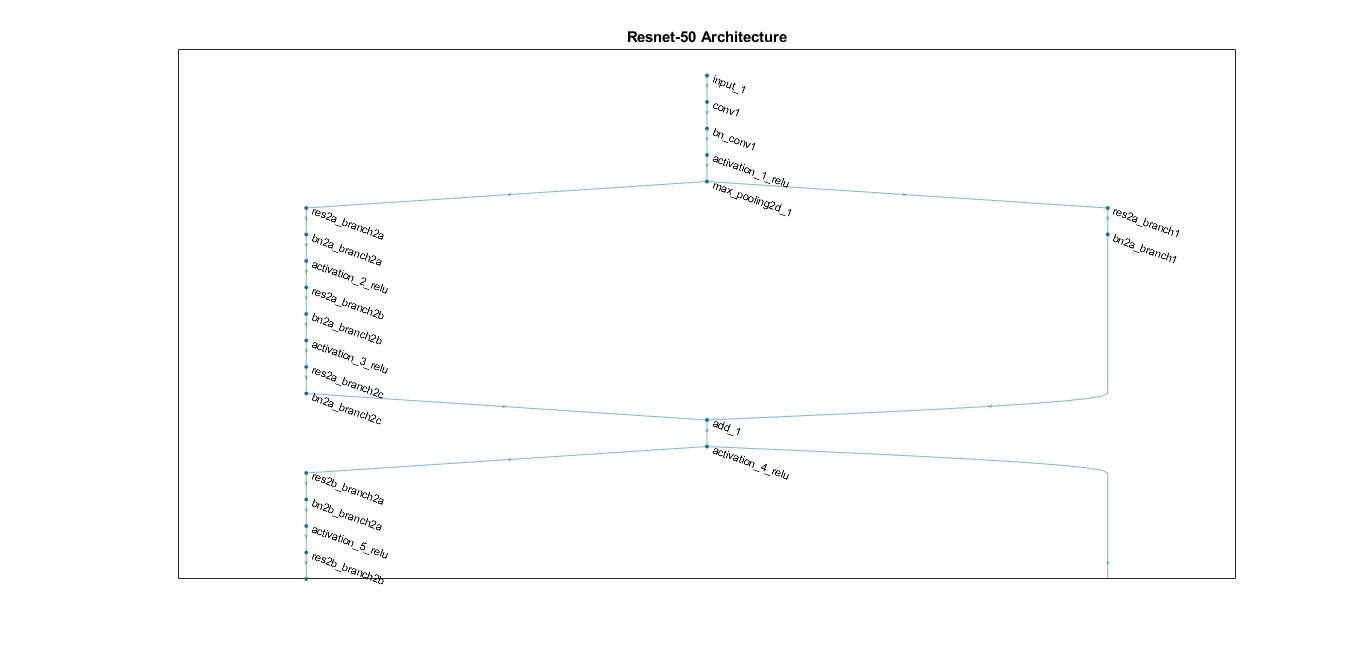 Resnet-50 Architecture
input_1
conv1
bn_conv1
activation_1_relu
max_pooling2d_1
res2a_branch2a
res2a_branch1
bn2a_branch2a
bn2a_branch1
activation_2_relu
res2a_branch2b
bn2a_branch2b
activation_3_relu
res2a_branch2c
bn2a_branch2c
add_1
activation_4_relu
res2b_branch2a
bn2b_branch2a
activation_5_relu
res2b_branch2b